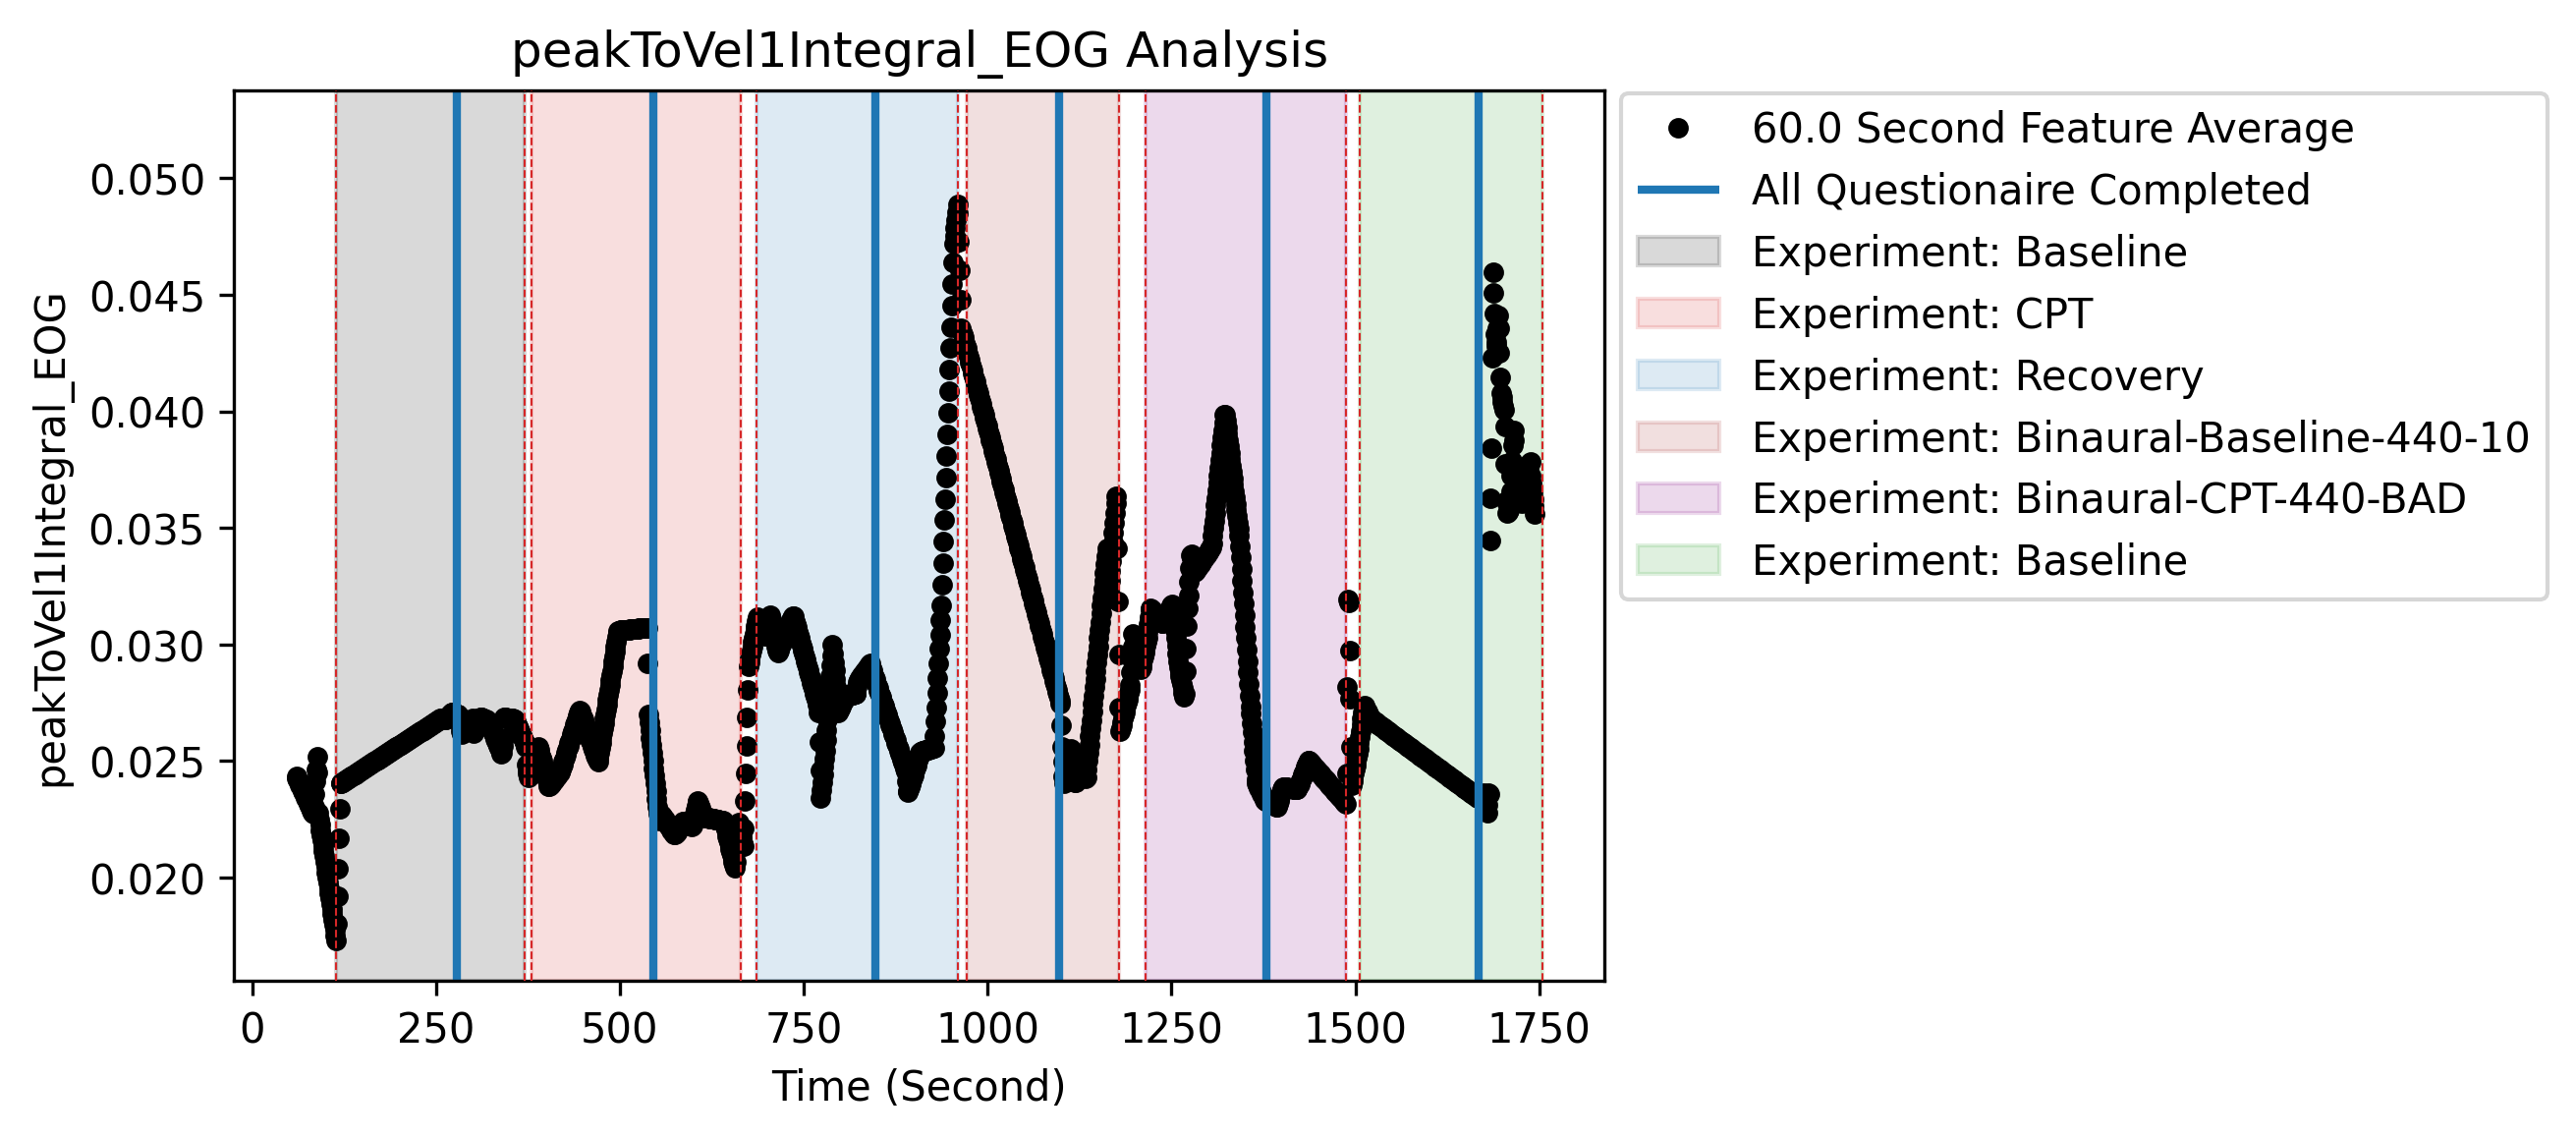 peakToVel1Integral_EOG Analysis
peakToVel1Integral_EOG
0.050
0.045
0.040
0.035
0.030
0.025
0.020
0
250
500
750
1000
1250
1500
1750
Time (Second)
60.0 Second Feature Average
All Questionaire Completed
Experiment: Baseline
Experiment: CPT
Experiment: Recovery
Experiment: Binaural-Baseline-440-10
Experiment: Binaural-CPT-440-BAD
Experiment: Baseline